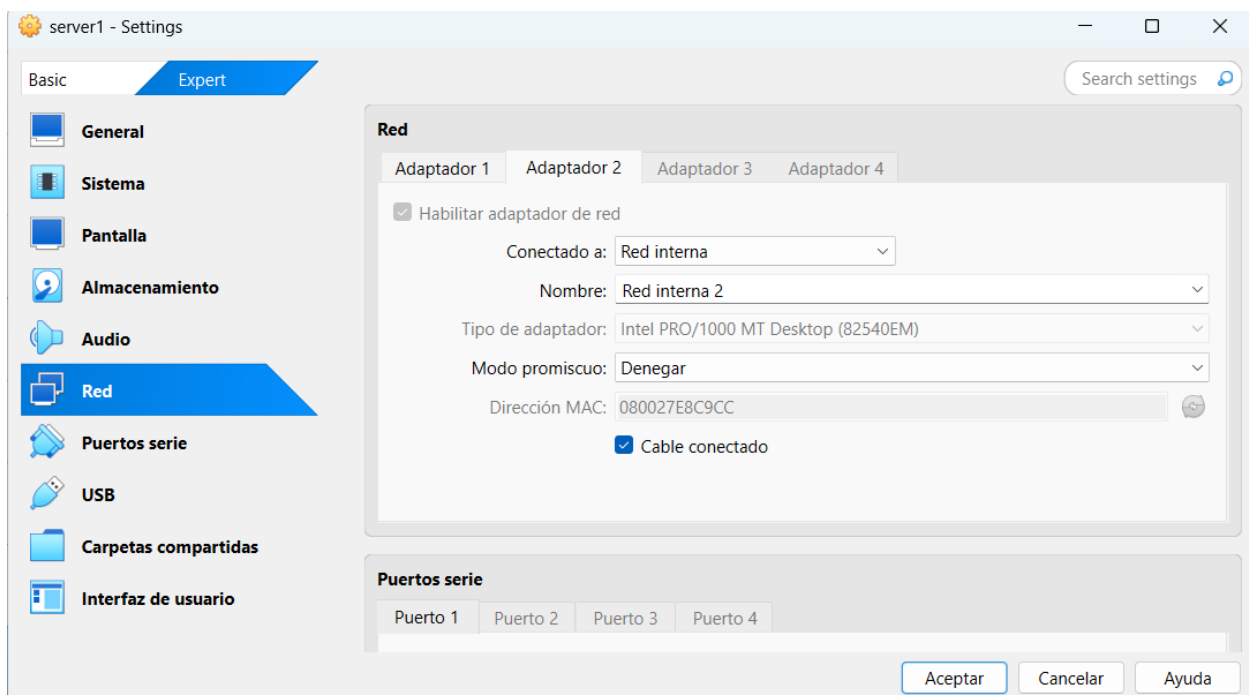 server1 - Settings
Basic
Expert
Search settings
General
Sistema
Pantalla
Almacenamiento
Audio
Red
Puertos serie
USB
Carpetas compartidas
Interfaz de usuario
Red
Adaptador 1 Adaptador 2 Adaptador 3 Adaptador 4
Habilitar adaptador de red
Conectado a: Red interna
Nombre: Red interna 2
Tipo de adaptador: Intel PRO/1000 MT Desktop (82540EM)
Modo promiscuo: Denegar
Dirección MAC: 080027E8C9CC
Cable conectado
Puertos serie
Puerto 1 Puerto 2 Puerto 3 Puerto 4
Aceptar Cancelar Ayuda